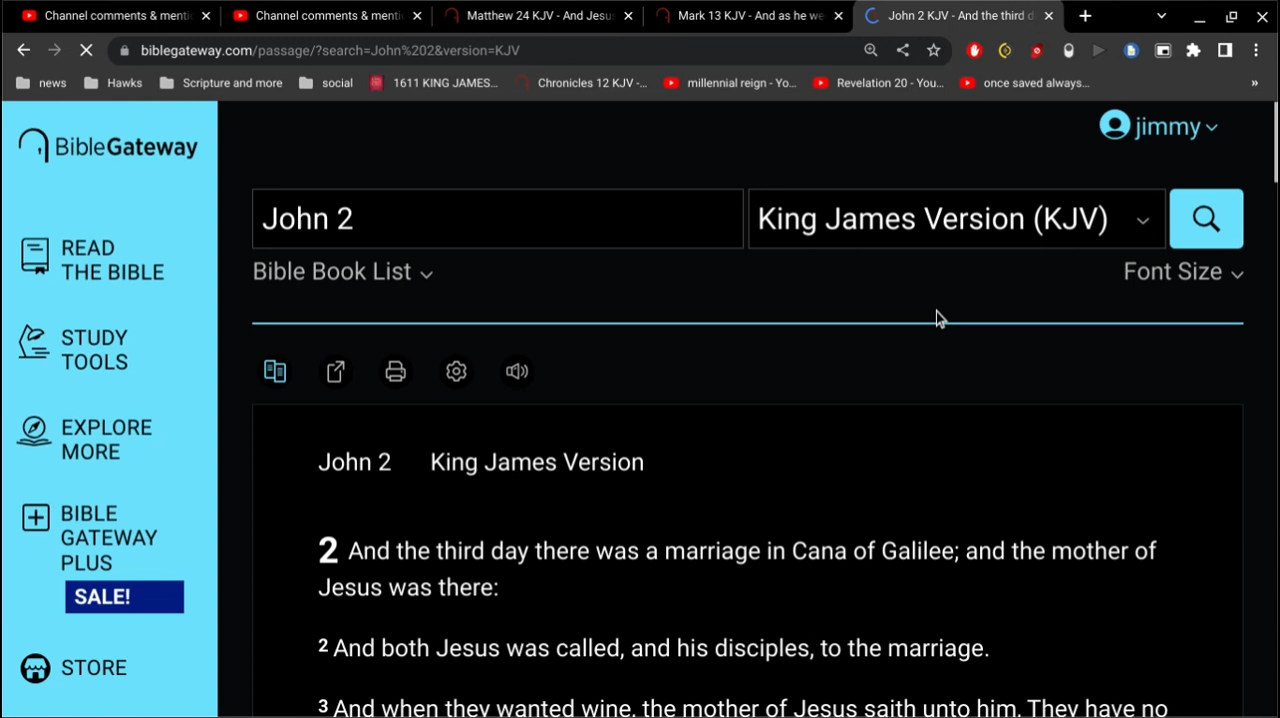 Channel comments & menti
Channel comments & menti
Matthew 24 KJV - And Jesu
Mark 13 KJV - And as he we
John 2 KJV - And the third d
biblegateway.com/passage/?search=John%202&version=KJV
news
Hawks
Scripture and more
social
1611 KING JAMES...
Chronicles 12 KJV -...
millennial reign - Yo...
Revelation 20 - You...
once saved always...
»
BibleGateway
jimmy
John 2
King James Version (KJV)
Bible Book List
Font Size
READ
THE BIBLE
STUDY
TOOLS
EXPLORE
MORE
BIBLE
GATEWAY
PLUS
SALE!
STORE
John 2 King James Version
2 And the third day there was a marriage in Cana of Galilee; and the mother of
Jesus was there:
2 And both Jesus was called, and his disciples, to the marriage.
3 And when they wanted wine, the mother of Jesus saith unto him, They have no